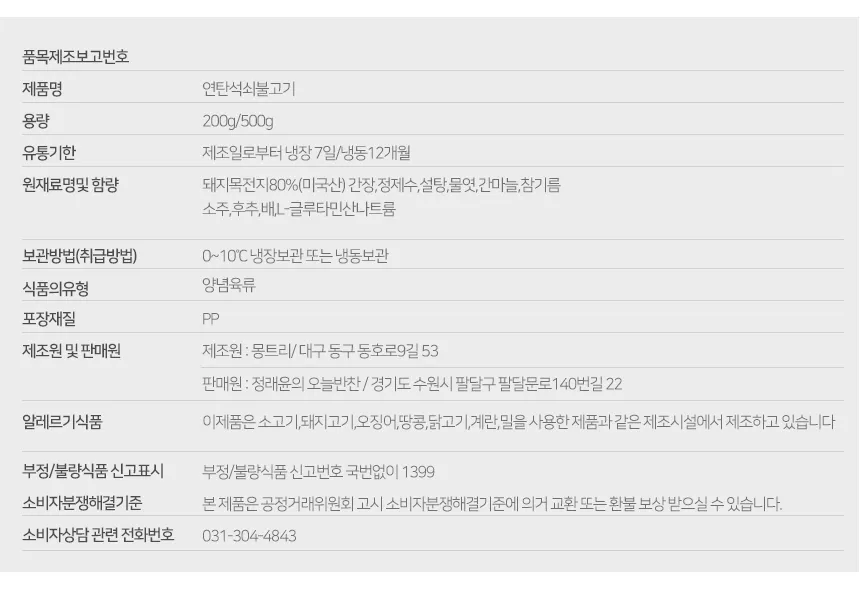 품목제조보고번호
제품명 연탄석쇠불고기
용량 200g/500g
유통기한 제조일로부터 냉장 7일/냉동12개월
원재료명및 함량 돼지목전지80%(미국산) 간장,정제수,설탕,물엿,간마늘,참기름
소주,후추,배,L-글루타민산나트륨
보관방법(취급방법) 0~10℃ 냉장보관 또는 냉동보관
식품의유형 양념육류
포장재질 PP
제조원 및 판매원 제조원 : 몽트리/ 대구 동구 동호로9길 53
판매원 : 정래윤의 오늘반찬 / 경기도 수원시 팔달구 팔달문로140번길 22
알레르기식품 이제품은 소고기,돼지고기,오징어,땅콩,닭고기,계란,밀을 사용한 제품과 같은 제조시설에서 제조하고 있습니다
부정/불량식품 신고표시 부정/불량식품 신고번호 국번없이 1399
소비자분쟁해결기준 본 제품은 공정거래위원회 고시 소비자분쟁해결기준에 의거 교환 또는 환불 보상 받으실 수 있습니다.
소비자상담 관련 전화번호 031-304-4843